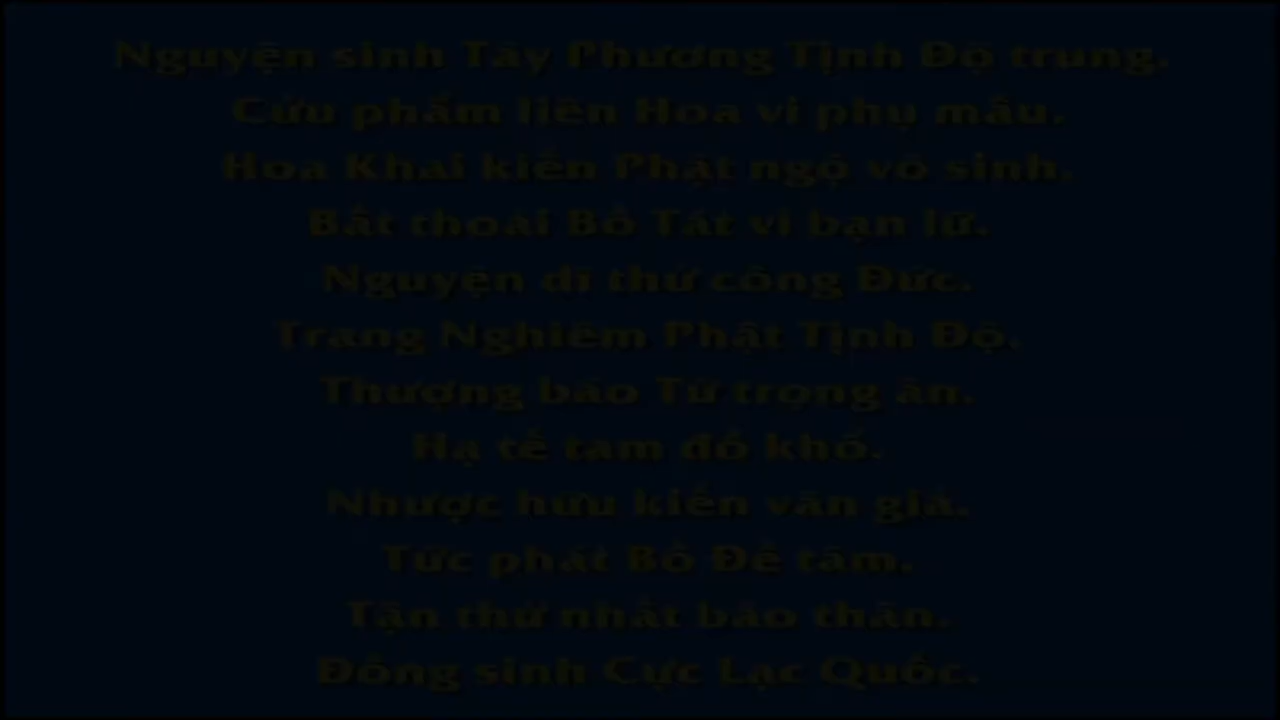 Nguyện sinh Tây Phương Tịnh Độ trung.
Cửu phẩm liên Hoa vi phụ mẫu.
Hoa Khai kiến Phật ngộ vô sinh.
Bất thoái Bồ Tát vi bạn lữ.
Nguyện dĩ thử công Đức.
Trang Nghiêm Phật Tịnh Độ.
Thượng báo Tứ trọng ân.
Hạ tế tam đồ khổ.
Nhược hữu kiến văn giả.
Tức phát Bồ Đề tâm.
Tận thử nhất báo thân.
Đồng sinh Cực Lạc Quốc.